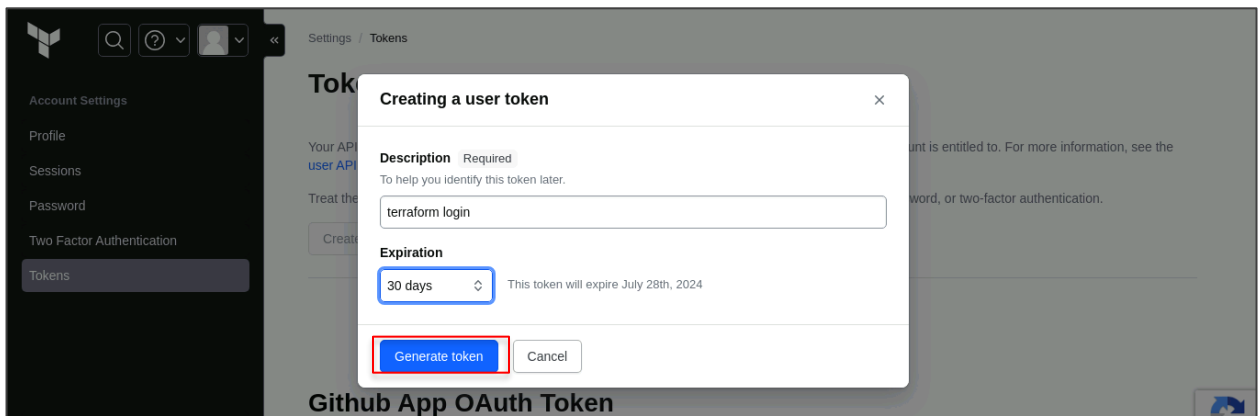 Settings / Tokens
Account Settings
Profile
Sessions
Password
Two Factor Authentication
Tokens
Tok
Your API
unt is entitled to. For more information, see the
user API
Treat the
word, or two-factor authentication.
Create
Creating a user token
Description Required
To help you identify this token later.
terraform login
Expiration
30 days
This token will expire July 28th, 2024
Generate token
Cancel
Github App OAuth Token